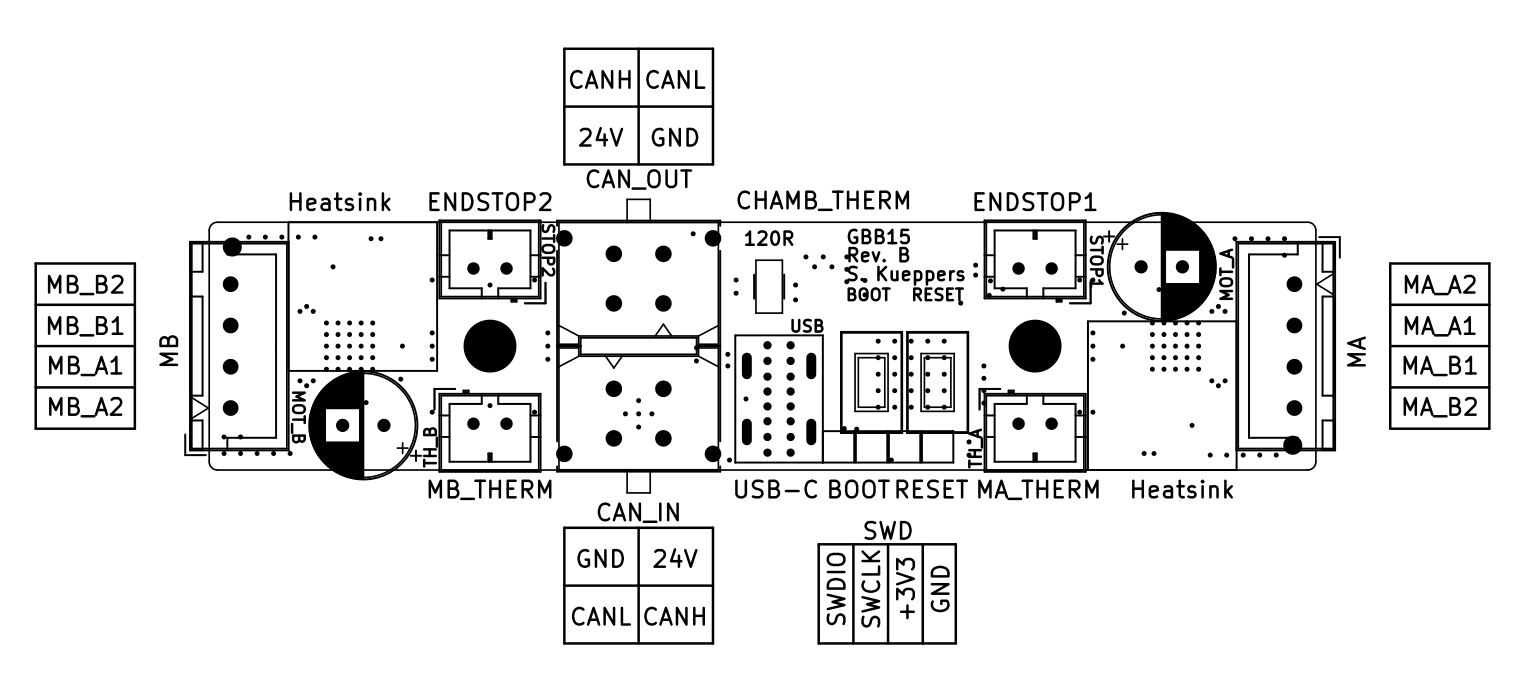 CANH CANL
24V GND
CAN_OUT
Heatsink ENDSTOP2 CHAMB_THERM ENDSTOP1
STOP2
120R
GBB15
Rev. B
S. Kueppers
BOOT RESET
STOP1
MOT_A
USB
MB_B2
MB_B1
MB_A1
MB_A2
MB
MA
MA_A2
MA_A1
MA_B1
MA_B2
MOT_B
TH_B
TH_A
MB_THERM USB-C BOOT RESET MA_THERM Heatsink
CAN_IN
GND 24V
CANL CANH
SWD
SWDIO
SWCLK
+3V3
GND